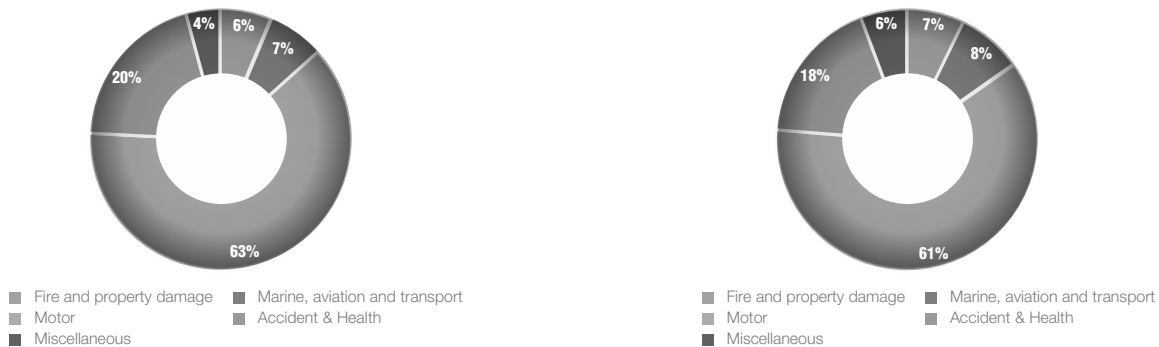 4% 6%
7%
20%
63%
Fire and property damage Marine, aviation and transport
Motor Accident & Health
Miscellaneous
6% 7%
8%
18%
61%
Fire and property damage Marine, aviation and transport
Motor Accident & Health
Miscellaneous